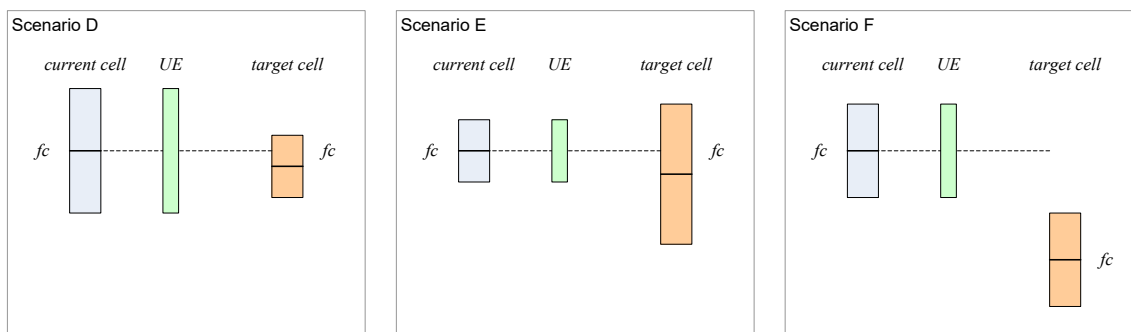 Scenario D
current cell UE target cell
fc fc
Scenario E
current cell UE target cell
fc fc
Scenario F
current cell UE target cell
fc
fc